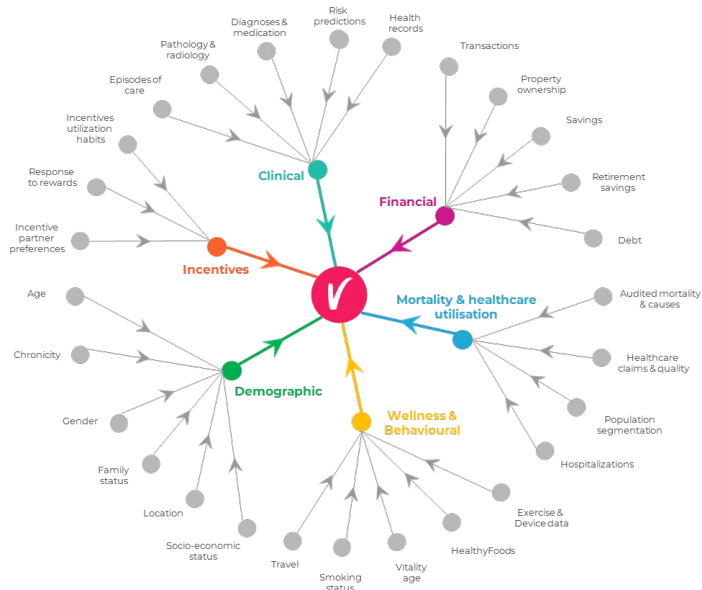 Risk
predictions
Diagnoses &
medication
Health
records
Pathology &
radiology
Transactions
Episodes of
care
Property
ownership
Incentives
utilization
habits
Savings
Clinical
Response
to rewards
Retirement
savings
Financial
Incentive
partner
preferences
Debt
Incentives
V
Age
Mortality & healthcare
utilisation
Audited mortality
& causes
Chronicity
Healthcare
claims & quality
Demographic
Gender
Wellness &
Behavioural
Population
segmentation
Family
status
Hospitalizations
Location
Exercise &
Device data
Socio-economic
status
Travel
Smoking
status
Vitality
age
HealthyFoods